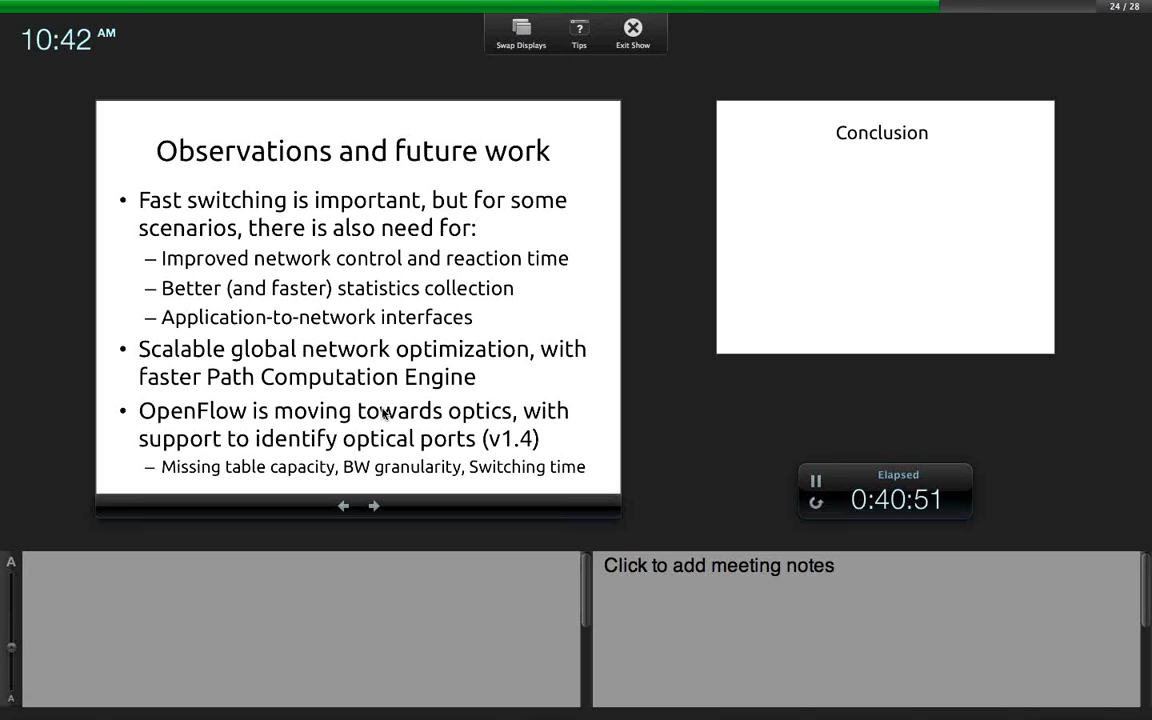 24 / 28
10:42 AM
Swap Displays
Tips
Exit Show
Observations and future work
• Fast switching is important, but for some
scenarios, there is also need for:
– Improved network control and reaction time
– Better (and faster) statistics collection
– Application-to-network interfaces
• Scalable global network optimization, with
faster Path Computation Engine
• OpenFlow is moving towards optics, with
support to identify optical ports (v1.4)
– Missing table capacity, BW granularity, Switching time
Conclusion
Elapsed
0:40:51
A
A
Click to add meeting notes